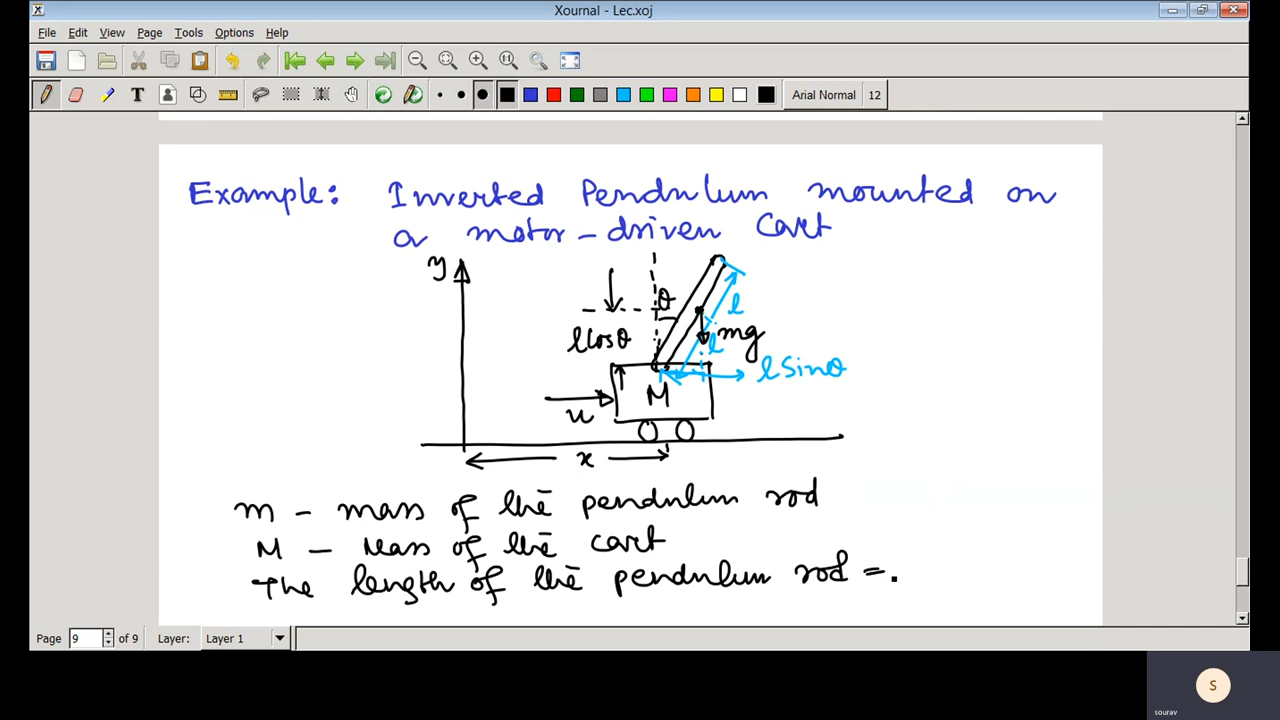 Xournal - Lec.xoj
File Edit View Page Tools Options Help
Arial Normal 12
Example: Inverted Pendulum mounted on
a motor-driven Cart
y
θ
l
lCosθ
mg
l
lSinθ
M
u
x
m - mass of the pendulum rod
M - Mass of the cart
The length of the pendulum rod =.
Page 9 of 9 Layer: Layer 1
S
sourav